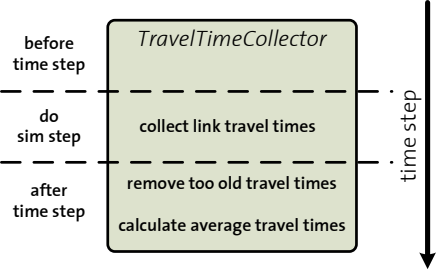 TravelTimeCollector
before
time step
do
sim step
collect link travel times
after
time step
remove too old travel times
calculate average travel times
time step